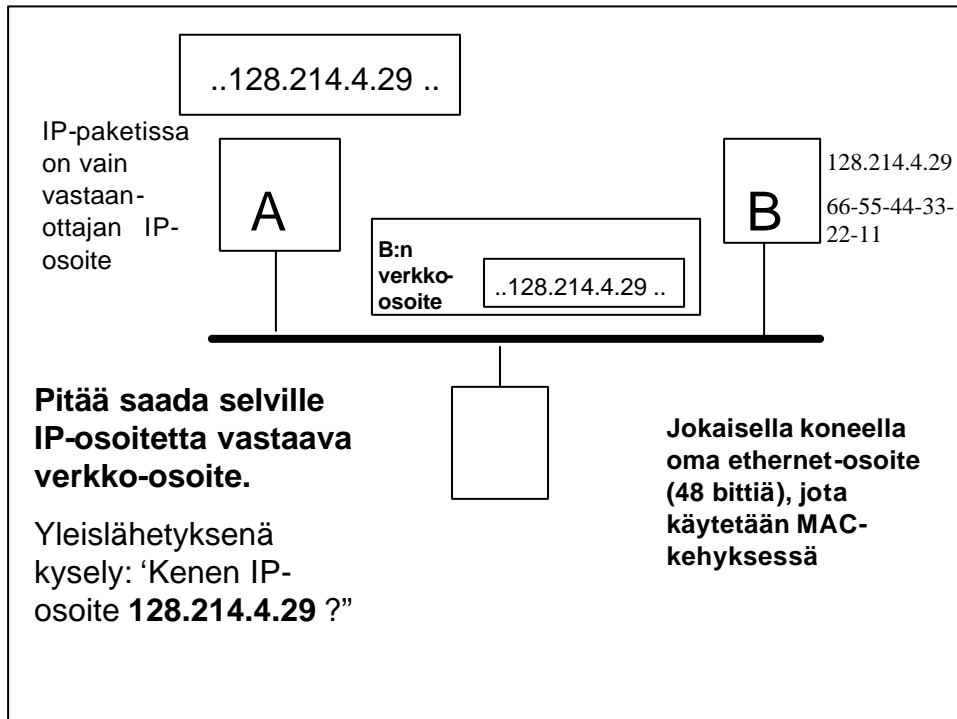 ..128.214.4.29 ..
IP-paketissa
on vain
vastaan-
ottajan IP-
osoite
A
B
128.214.4.29
66-55-44-33-
22-11
B:n
verkko-
osoite
..128.214.4.29 ..
Pitää saada selville
IP-osoitetta vastaava
verkko-osoite.
Yleislähetyksenä
kysely: ‘Kenen IP-
osoite 128.214.4.29 ?”
Jokaisella koneella
oma ethernet-osoite
(48 bittiä), jota
käytetään MAC-
kehyksessä